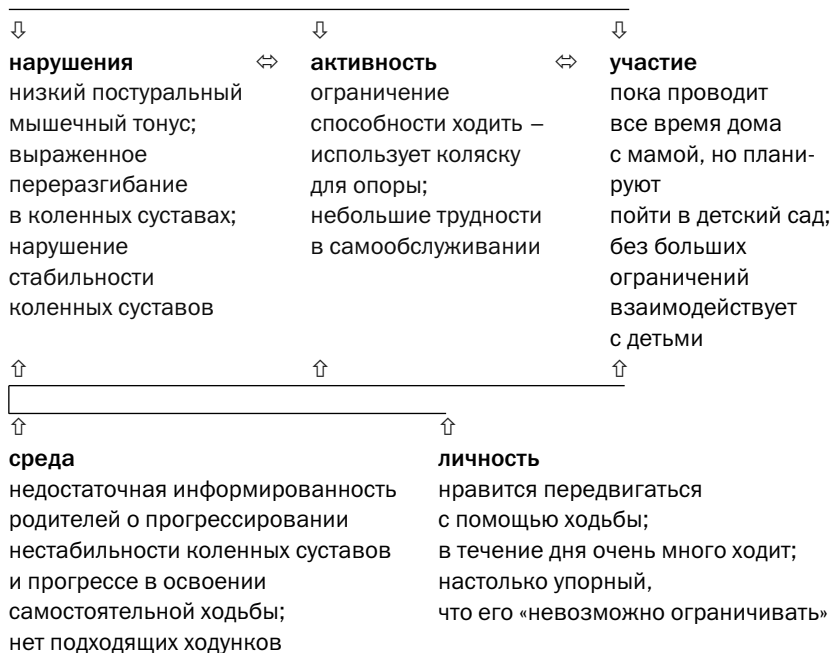 нарушения
низкий постуральный
мышечный тонус;
выраженное
переразгибание
в коленных суставах;
нарушение
стабильности
коленных суставов
активность
ограничение
способности ходить –
использует коляску
для опоры;
небольшие трудности
в самообслуживании
участие
пока проводит
все время дома
с мамой, но плани-
руют
пойти в детский сад;
без больших
ограничений
взаимодействует
с детьми
среда
недостаточная информированность
родителей о прогрессировании
нестабильности коленных суставов
и прогрессе в освоении
самостоятельной ходьбы;
нет подходящих ходунков
личность
нравится передвигаться
с помощью ходьбы;
в течение дня очень много ходит;
настолько упорный,
что его «невозможно ограничивать»